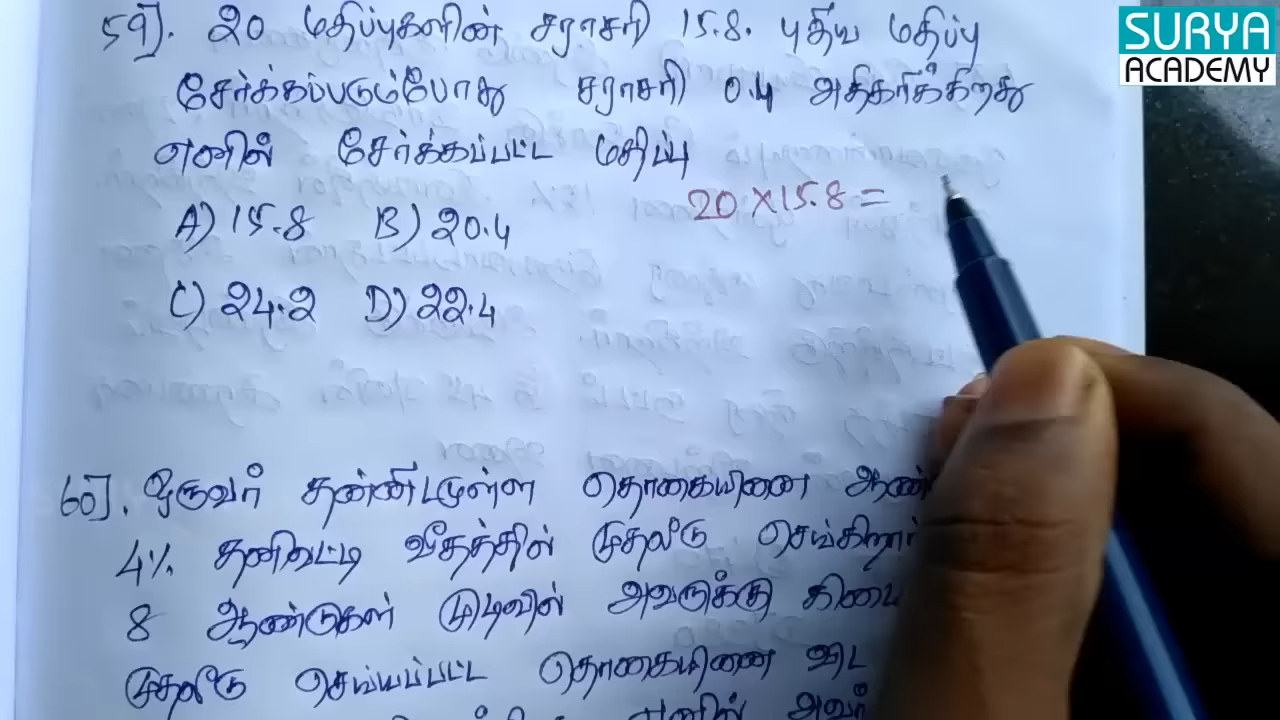 SURYA
ACADEMY
59]. 20 மதிப்புகளின் சராசரி 15.8. புதிய மதிப்பு
சேர்க்கப்படும்போது சராசரி 0.4 அதிகரிக்கிறது
எனில் சேர்க்கப்பட்ட மதிப்பு
20 × 15.8 =
A) 15.8 B) 20.4
C) 24.2 D) 22.4
60]. ஒருவர் தன்னிடமுள்ள தொகையினை
4% தனிவட்டி வீதத்தில் முதலீடு செய்கிறார்
8 ஆண்டுகள் முடிவில் அவருக்கு
முதலீடு செய்யப்பட்ட தொகையினை விட
எனில்